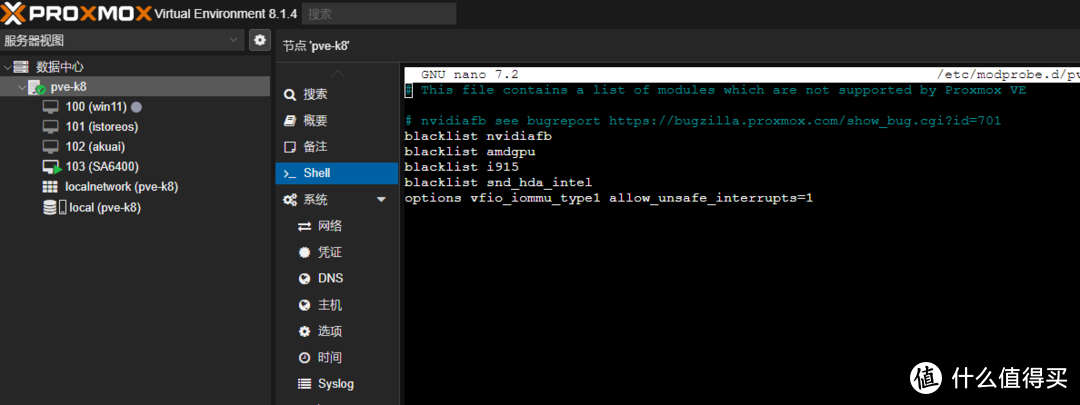 PROXMOX Virtual Environment 8.1.4 搜索
服务器视图
数据中心
pve-k8
100 (win11)
101 (istoreos)
102 (akuai)
103 (SA6400)
localnetwork (pve-k8)
local (pve-k8)
节点 'pve-k8'
搜索
概要
备注
>_ Shell
系统
网络
凭证
DNS
主机
选项
时间
Syslog
GNU nano 7.2 /etc/modprobe.d/pv
# This file contains a list of modules which are not supported by Proxmox VE
# nvidiafb see bugreport https://bugzilla.proxmox.com/show_bug.cgi?id=701
blacklist nvidiafb
blacklist amdgpu
blacklist i915
blacklist snd_hda_intel
options vfio_iommu_type1 allow_unsafe_interrupts=1
值 什么值得买